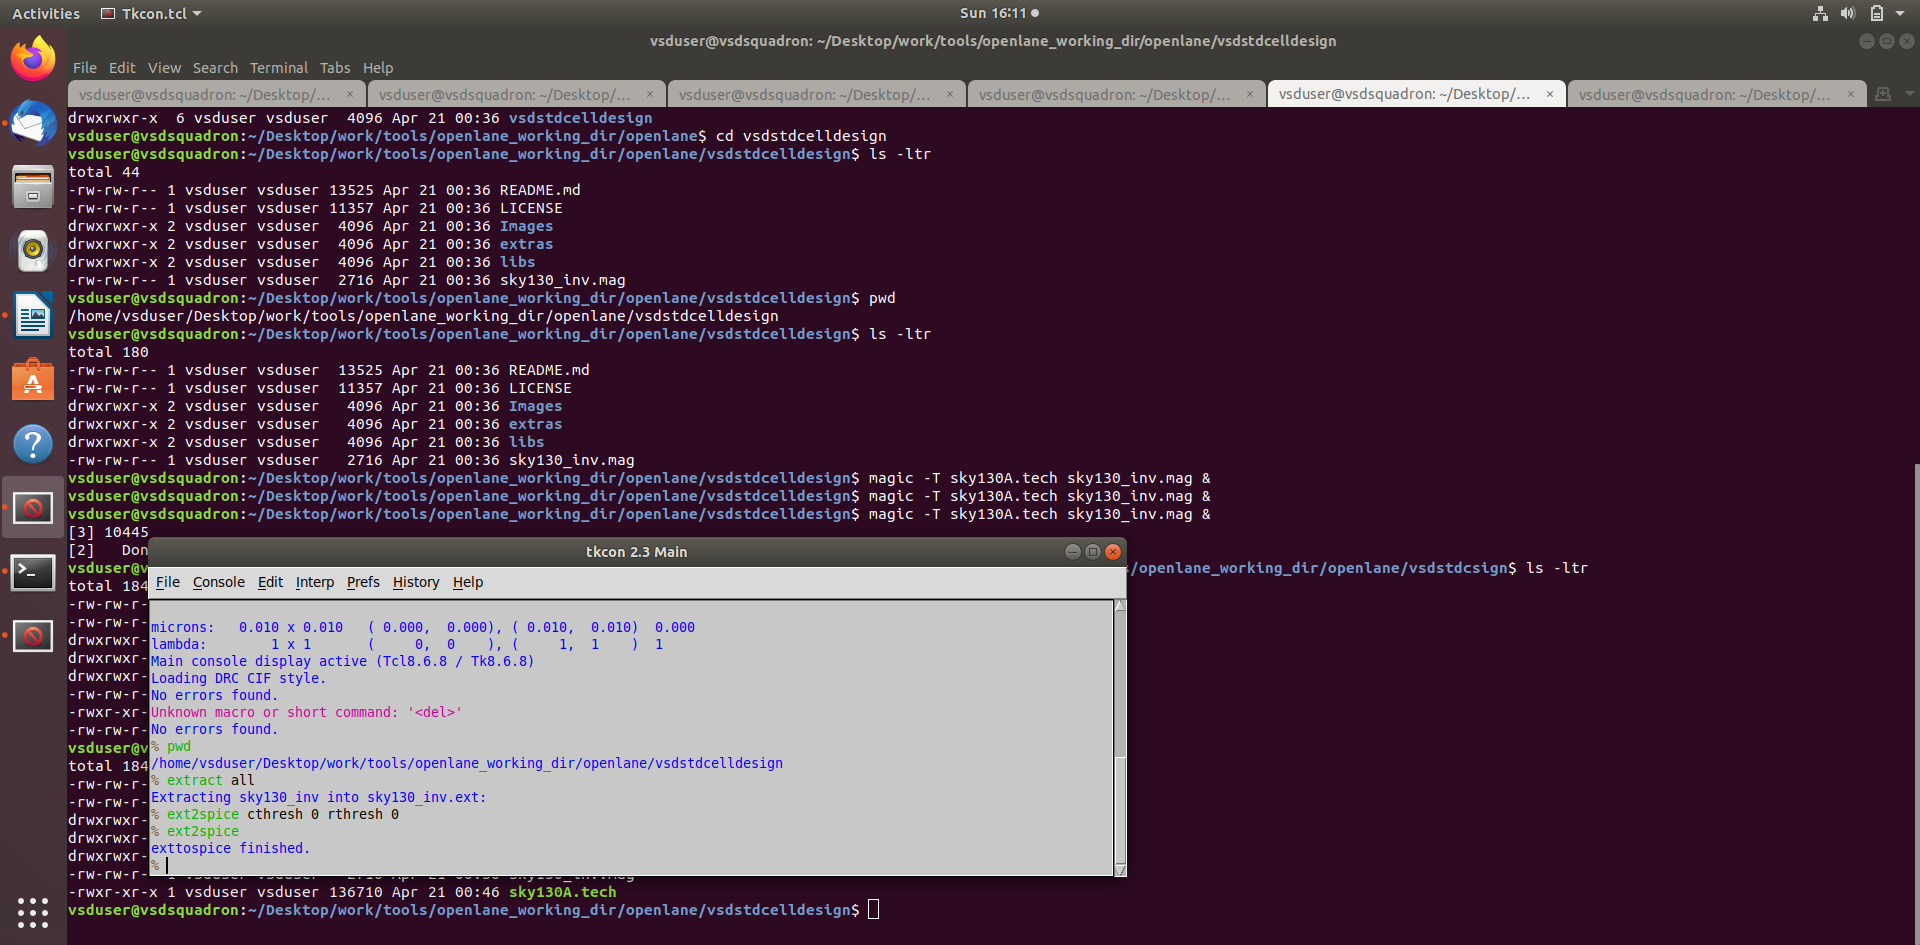 Activities Tkcon.tcl Sun 16:11
vsduser@vsdsquadron: ~/Desktop/work/tools/openlane_working_dir/openlane/vsdstdcelldesign
File Edit View Search Terminal Tabs Help
vsduser@vsdsquadron: ~/Desktop/... × vsduser@vsdsquadron: ~/Desktop/... × vsduser@vsdsquadron: ~/Desktop/... × vsduser@vsdsquadron: ~/Desktop/... × vsduser@vsdsquadron: ~/Desktop/... × vsduser@vsdsquadron: ~/Desktop/... ×
drwxrwxr-x  6 vsduser vsduser  4096 Apr 21 00:36 vsdstdcelldesign
vsduser@vsdsquadron:~/Desktop/work/tools/openlane_working_dir/openlane$ cd vsdstdcelldesign
vsduser@vsdsquadron:~/Desktop/work/tools/openlane_working_dir/openlane/vsdstdcelldesign$ ls -ltr
total 44
-rw-rw-r-- 1 vsduser vsduser 13525 Apr 21 00:36 README.md
-rw-rw-r-- 1 vsduser vsduser 11357 Apr 21 00:36 LICENSE
drwxrwxr-x 2 vsduser vsduser  4096 Apr 21 00:36 Images
drwxrwxr-x 2 vsduser vsduser  4096 Apr 21 00:36 extras
drwxrwxr-x 2 vsduser vsduser  4096 Apr 21 00:36 libs
-rw-rw-r-- 1 vsduser vsduser  2716 Apr 21 00:36 sky130_inv.mag
vsduser@vsdsquadron:~/Desktop/work/tools/openlane_working_dir/openlane/vsdstdcelldesign$ pwd
/home/vsduser/Desktop/work/tools/openlane_working_dir/openlane/vsdstdcelldesign
vsduser@vsdsquadron:~/Desktop/work/tools/openlane_working_dir/openlane/vsdstdcelldesign$ ls -ltr
total 180
-rw-rw-r-- 1 vsduser vsduser  13525 Apr 21 00:36 README.md
-rw-rw-r-- 1 vsduser vsduser  11357 Apr 21 00:36 LICENSE
drwxrwxr-x 2 vsduser vsduser   4096 Apr 21 00:36 Images
drwxrwxr-x 2 vsduser vsduser   4096 Apr 21 00:36 extras
drwxrwxr-x 2 vsduser vsduser   4096 Apr 21 00:36 libs
-rw-rw-r-- 1 vsduser vsduser   2716 Apr 21 00:36 sky130_inv.mag
vsduser@vsdsquadron:~/Desktop/work/tools/openlane_working_dir/openlane/vsdstdcelldesign$ magic -T sky130A.tech sky130_inv.mag &
vsduser@vsdsquadron:~/Desktop/work/tools/openlane_working_dir/openlane/vsdstdcelldesign$ magic -T sky130A.tech sky130_inv.mag &
vsduser@vsdsquadron:~/Desktop/work/tools/openlane_working_dir/openlane/vsdstdcelldesign$ magic -T sky130A.tech sky130_inv.mag &
[3] 10445
[2]   Don
vsduser@v /openlane_working_dir/openlane/vsdstdcsign$ ls -ltr
total 184
-rw-rw-r-
-rw-rw-r-
drwxrwxr-
drwxrwxr-
drwxrwxr-
-rw-rw-r-
-rwxr-xr-
-rw-rw-r-
vsduser@v
total 184
-rw-rw-r-
-rw-rw-r-
drwxrwxr-
drwxrwxr-
drwxrwxr-
tkcon 2.3 Main
File Console Edit Interp Prefs History Help
microns:   0.010 x 0.010   ( 0.000,  0.000), ( 0.010,  0.010)  0.000
lambda:       1 x 1       (     0,  0    ), (     1,  1    )  1
Main console display active (Tcl8.6.8 / Tk8.6.8)
Loading DRC CIF style.
No errors found.
Unknown macro or short command: '<del>'
No errors found.
% pwd
/home/vsduser/Desktop/work/tools/openlane_working_dir/openlane/vsdstdcelldesign
% extract all
Extracting sky130_inv into sky130_inv.ext:
% ext2spice cthresh 0 rthresh 0
% ext2spice
exttospice finished.
%
-rwxr-xr-x 1 vsduser vsduser 136710 Apr 21 00:46 sky130A.tech
vsduser@vsdsquadron:~/Desktop/work/tools/openlane_working_dir/openlane/vsdstdcelldesign$